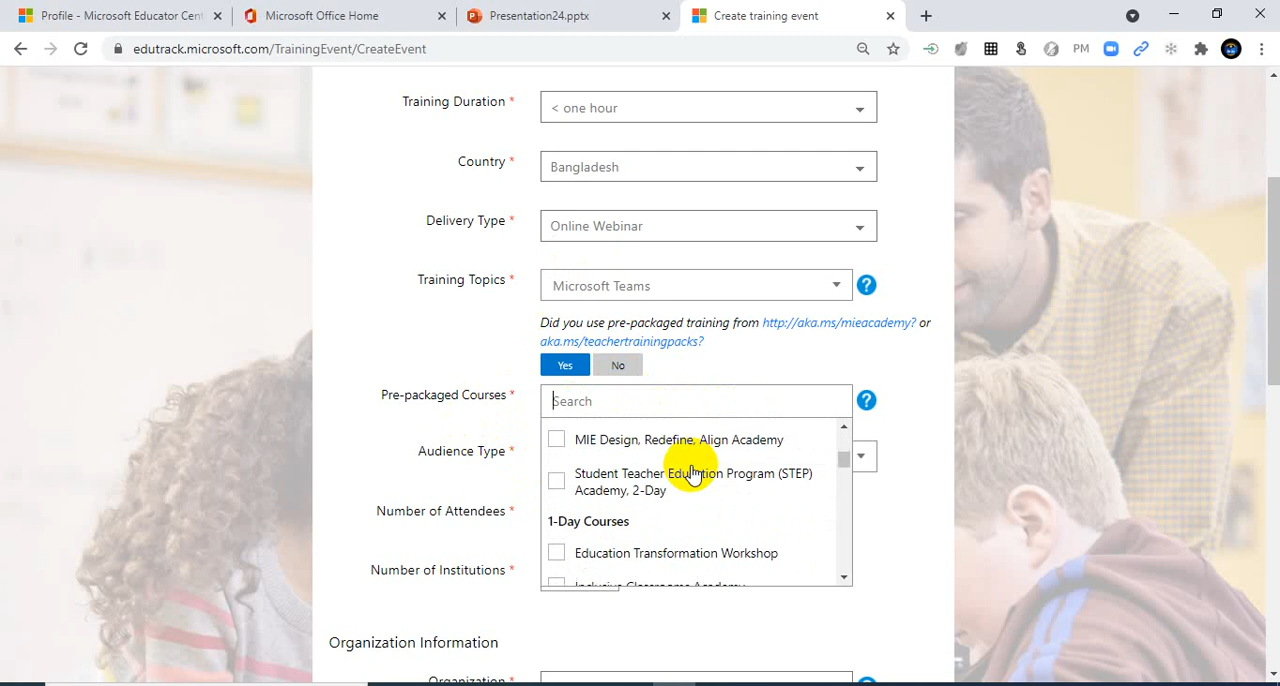 Profile - Microsoft Educator Cent
Microsoft Office Home
Presentation24.pptx
Create training event
edutrack.microsoft.com/TrainingEvent/CreateEvent
PM
Training Duration *
< one hour
Country *
Bangladesh
Delivery Type *
Online Webinar
Training Topics *
Microsoft Teams
?
Did you use pre-packaged training from http://aka.ms/mieacademy? or
aka.ms/teachertrainingpacks?
Yes
No
Pre-packaged Courses *
Search
?
MIE Design, Redefine, Align Academy
Audience Type *
Student Teacher Education Program (STEP)
Academy, 2-Day
Number of Attendees *
1-Day Courses
Education Transformation Workshop
Number of Institutions *
Inclusive Classrooms Academy
Organization Information
Organization *